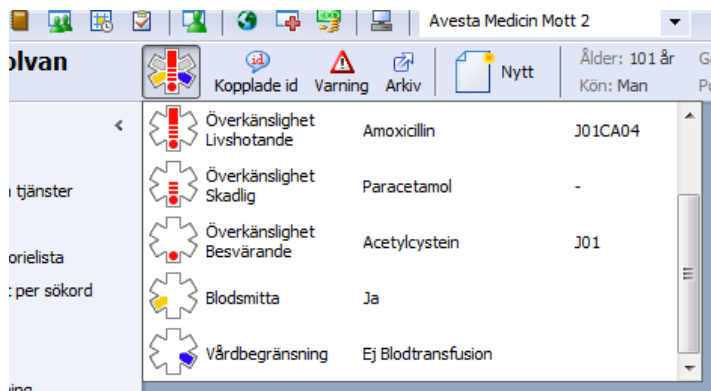 Avesta Medicin Mott 2
olvan
Kopplade id
Varning
Arkiv
Nytt
Ålder: 101 år
Kön: Man
Överkänslighet
Livshotande
Amoxicillin
J01CA04
Överkänslighet
Skadlig
Paracetamol
-
Överkänslighet
Besvärande
Acetylcystein
J01
Blodsmitta
Ja
Vårdbegränsning
Ej Blodtransfusion
tjänster
orielista
per sökord